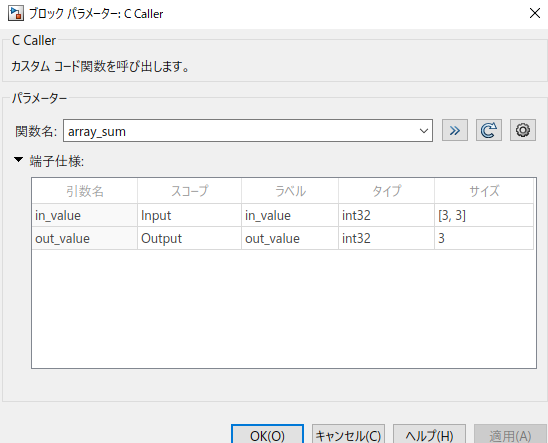 ブロック パラメーター: C Caller
C Caller
カスタム コード関数を呼び出します。
パラメーター
関数名: array_sum
端子仕様:
引数名 スコープ ラベル タイプ サイズ
in_value Input in_value int32 [3, 3]
out_value Output out_value int32 3
OK(O) キャンセル(C) ヘルプ(H) 適用(A)